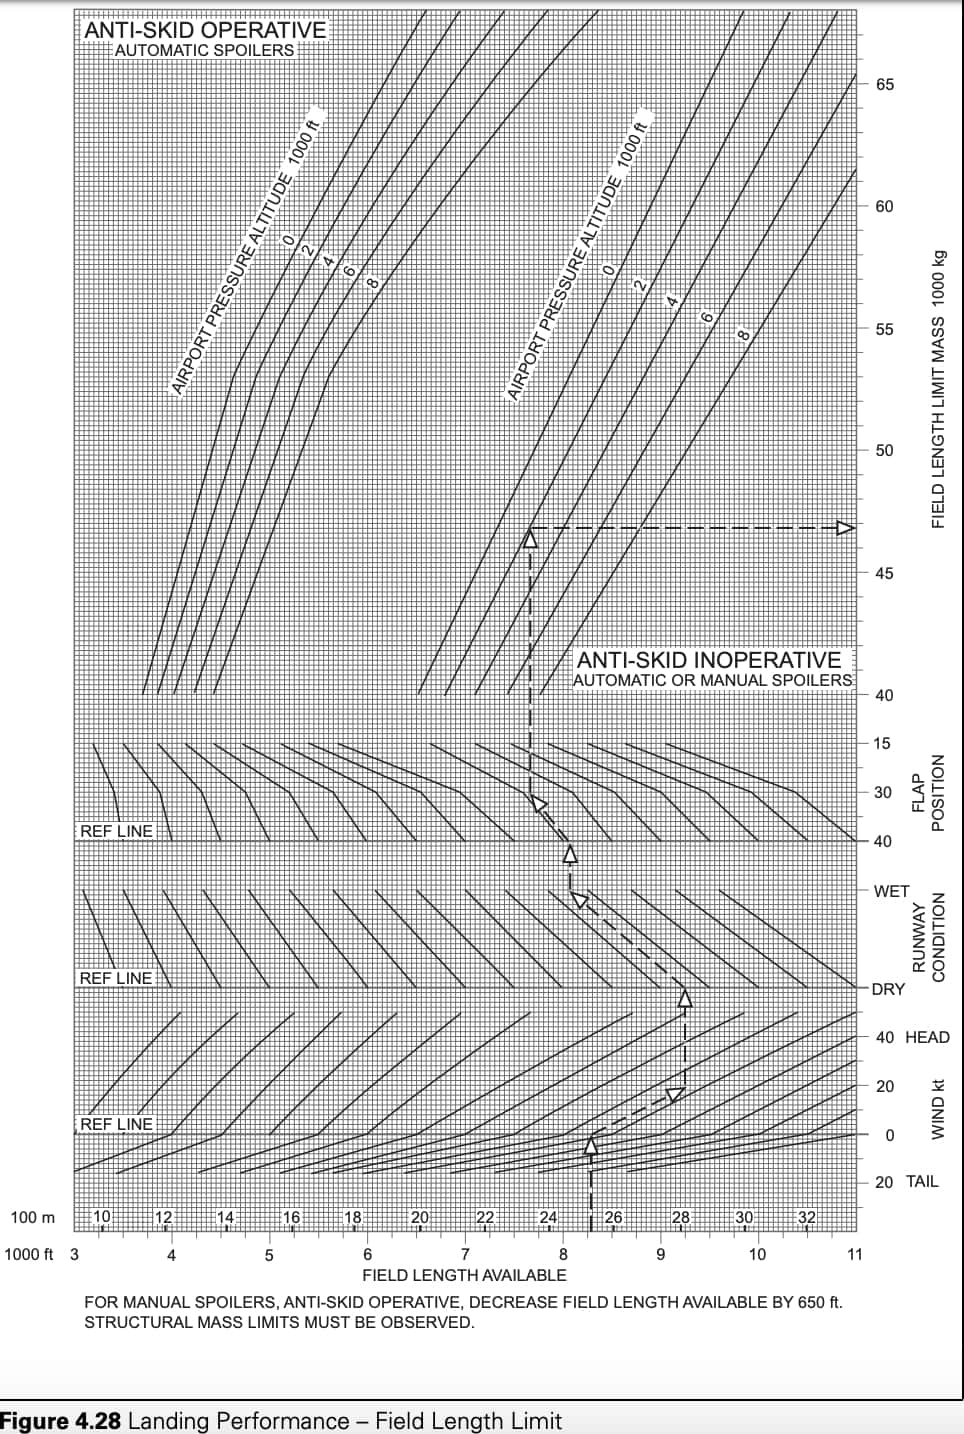 ANTI-SKID OPERATIVE
AUTOMATIC SPOILERS
AIRPORT PRESSURE ALTITUDE 1000 ft
0
2
4
6
8
AIRPORT PRESSURE ALTITUDE 1000 ft
0
2
4
6
8
65
60
55
50
45
40
FIELD LENGTH LIMIT MASS 1000 kg
ANTI-SKID INOPERATIVE
AUTOMATIC OR MANUAL SPOILERS
15
30
40
FLAP
POSITION
REF LINE
WET
DRY
RUNWAY
CONDITION
REF LINE
40 HEAD
20
0
20 TAIL
WIND kt
REF LINE
100 m 10 12 14 16 18 20 22 24 26 28 30 32
1000 ft 3 4 5 6 7 8 9 10 11
FIELD LENGTH AVAILABLE
FOR MANUAL SPOILERS, ANTI-SKID OPERATIVE, DECREASE FIELD LENGTH AVAILABLE BY 650 ft.
STRUCTURAL MASS LIMITS MUST BE OBSERVED.
Figure 4.28 Landing Performance – Field Length Limit